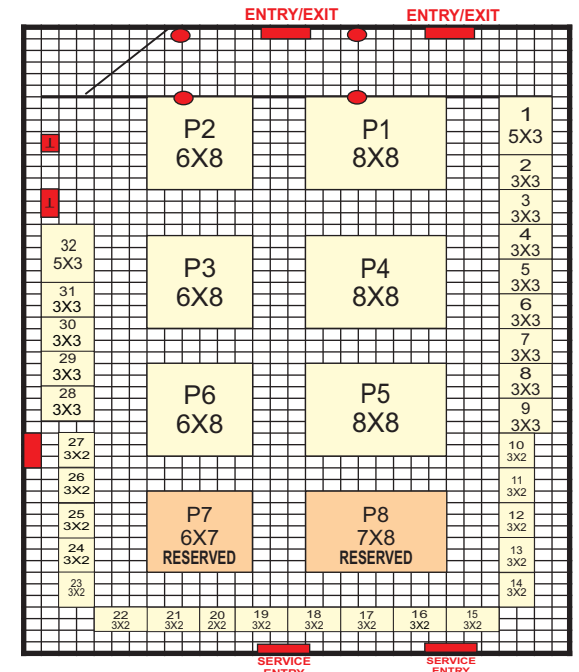 ENTRY/EXIT ENTRY/EXIT
P2
6X8
P1
8X8
1
5X3
2
3X3
3
3X3
4
3X3
5
3X3
6
3X3
7
3X3
8
3X3
9
3X3
10
3X2
11
3X2
12
3X2
13
3X2
14
3X2
T
T
32
5X3
31
3X3
30
3X3
29
3X3
28
3X3
27
3X2
26
3X2
25
3X2
24
3X2
23
3X2
P3
6X8
P4
8X8
P6
6X8
P5
8X8
P7
6X7
RESERVED
P8
7X8
RESERVED
22 21 20 19 18 17 16 15
3X2 3X2 2X2 3X2 3X2 3X2 3X2 3X2
SERVICE
ENTRY
SERVICE
ENTRY